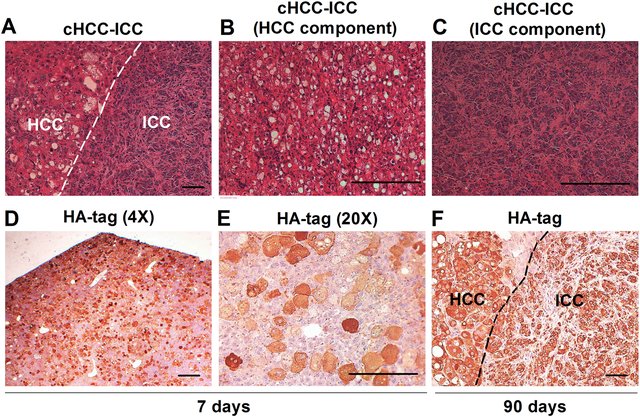 A
cHCC-ICC
HCC
ICC
B
cHCC-ICC
(HCC component)
C
cHCC-ICC
(ICC component)
D
HA-tag (4X)
E
HA-tag (20X)
F
HA-tag
HCC
ICC
7 days
90 days